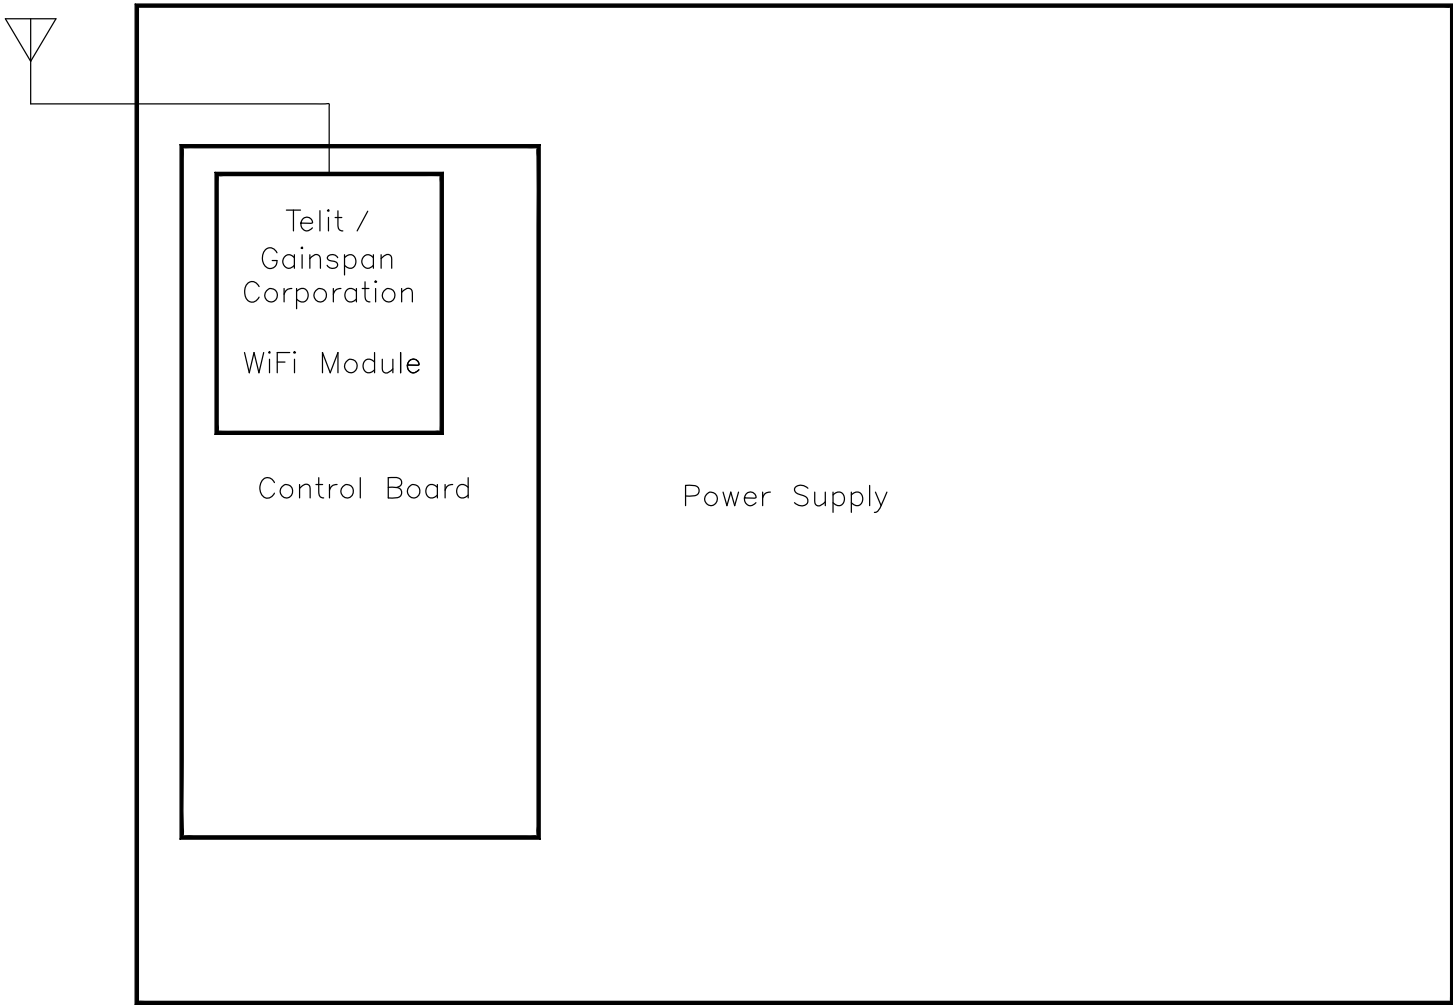 Telit /
Gainspan
Corporation
WiFi Module
Control Board
Power Supply